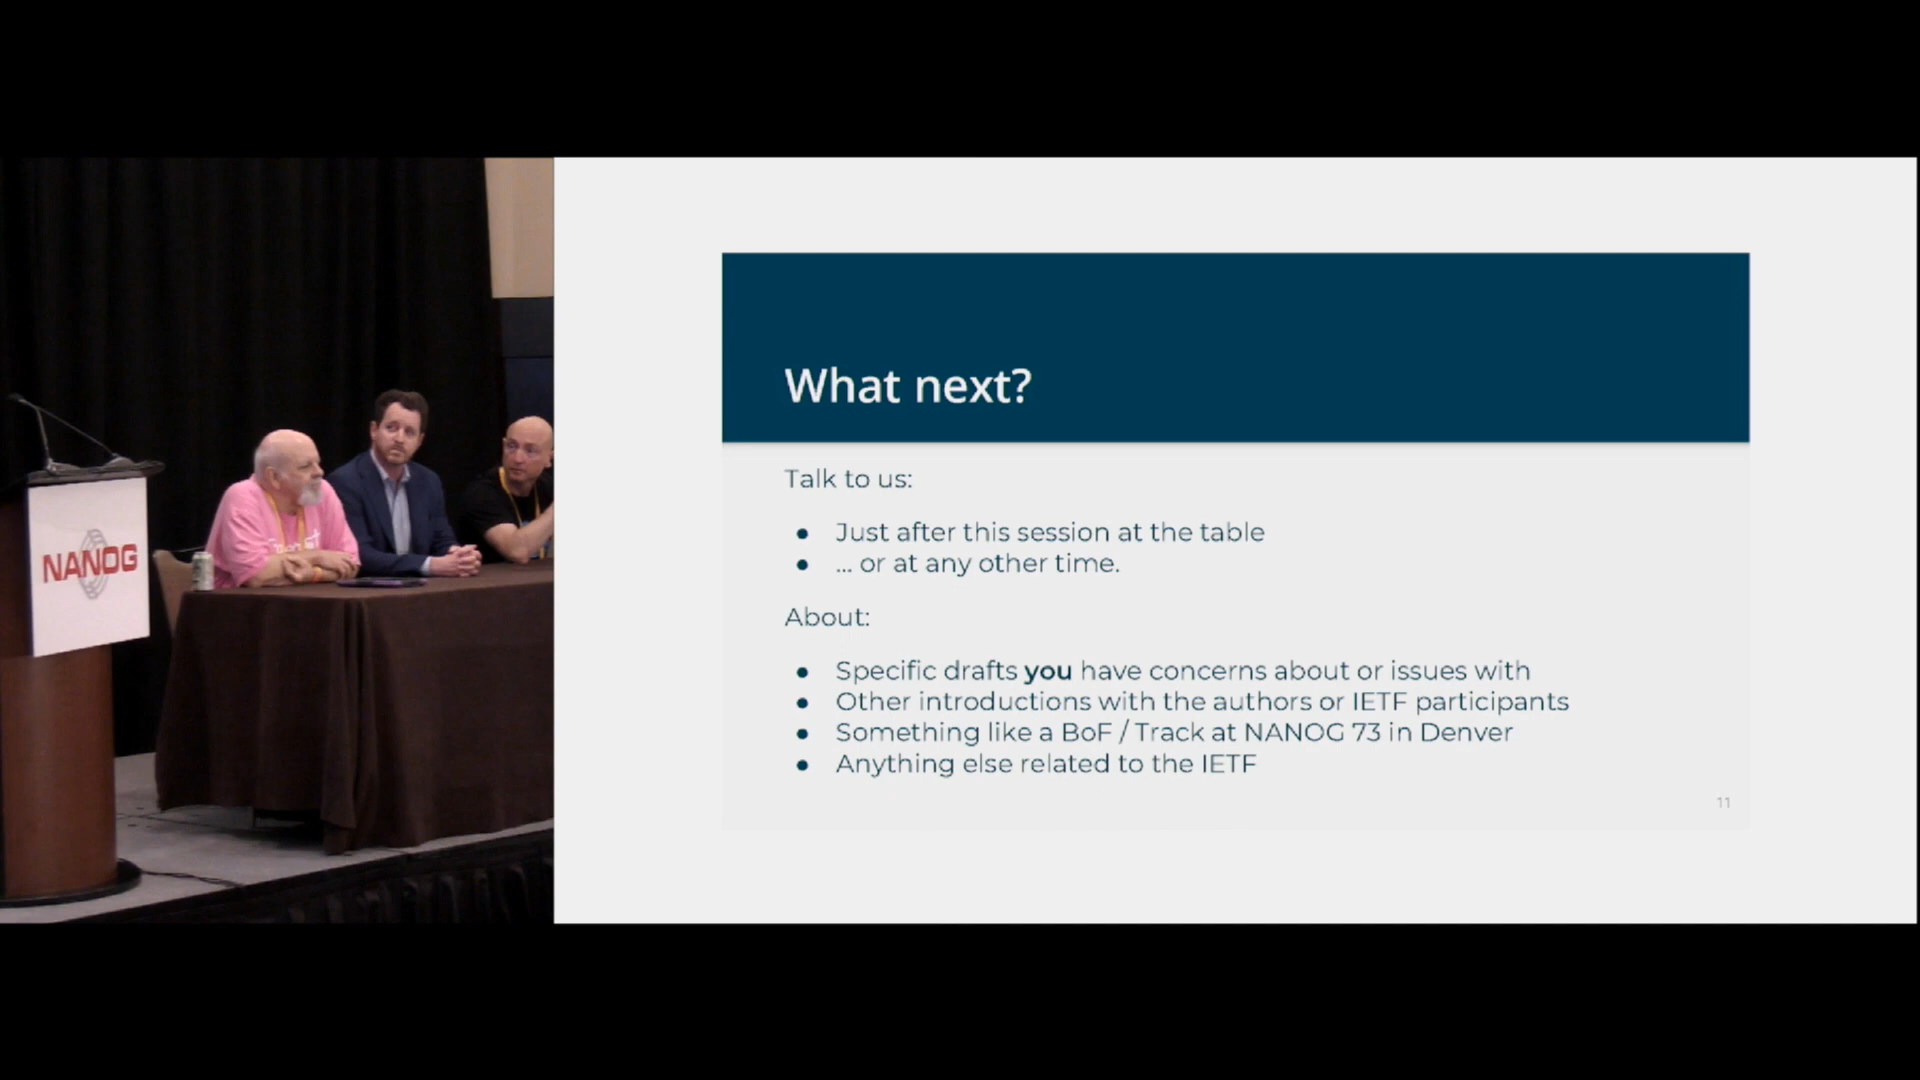 NANOG
What next?
Talk to us:
● Just after this session at the table
● ... or at any other time.
About:
● Specific drafts you have concerns about or issues with
● Other introductions with the authors or IETF participants
● Something like a BoF / Track at NANOG 73 in Denver
● Anything else related to the IETF
11